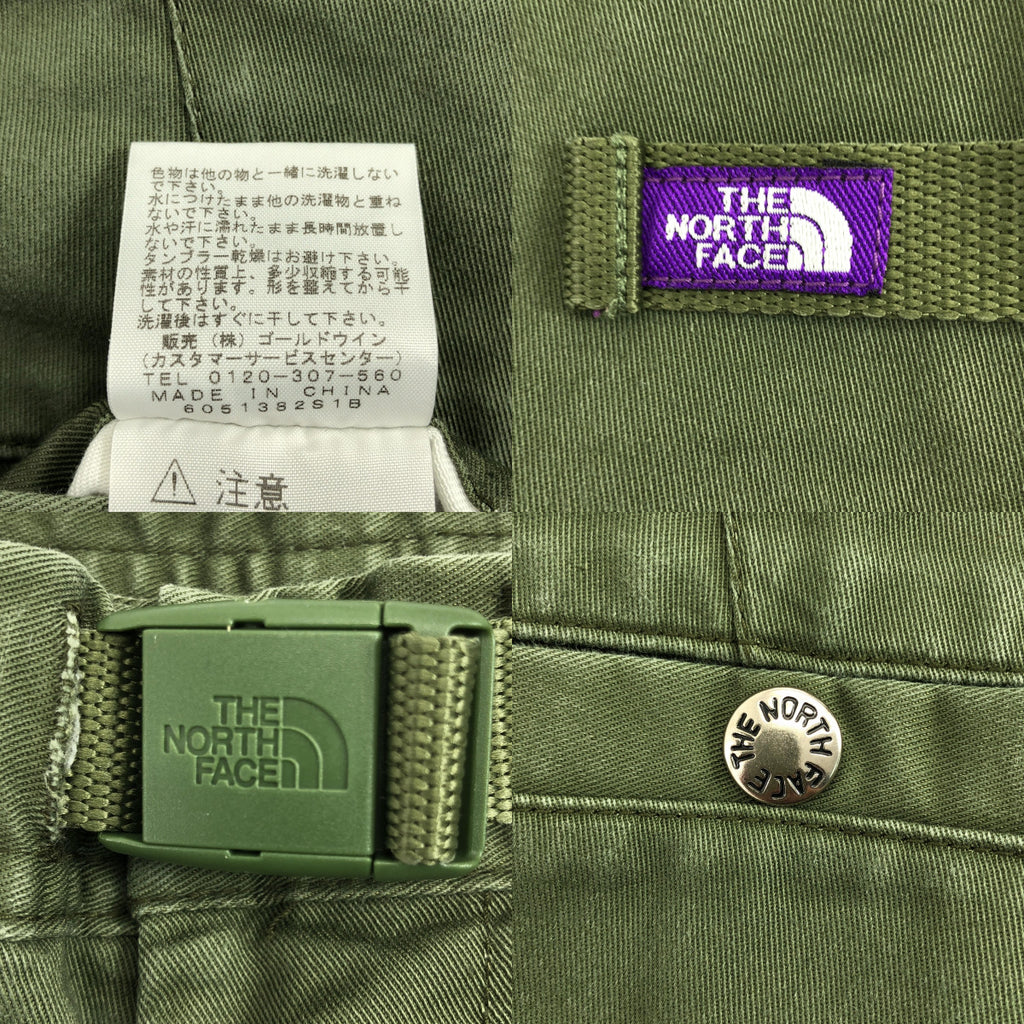 色物は他の物と一緒に洗濯しない
で下さい。
水につけたまま他の洗濯物と重ね
ないで下さい。
水や汗に濡れたまま長時間放置し
ないで下さい。
タンブラー乾燥はお避け下さい。
素材の性質上、多少収縮する可能
性があります。形を整えてから干
して下さい。
洗濯後はすぐに干して下さい。
販売(株)ゴールドウイン
(カスタマーサービスセンター)
TEL 0120-307-560
MADE IN CHINA
6051382S1B
注意
THE
NORTH
FACE
THE
NORTH
FACE
THE NORTH FACE